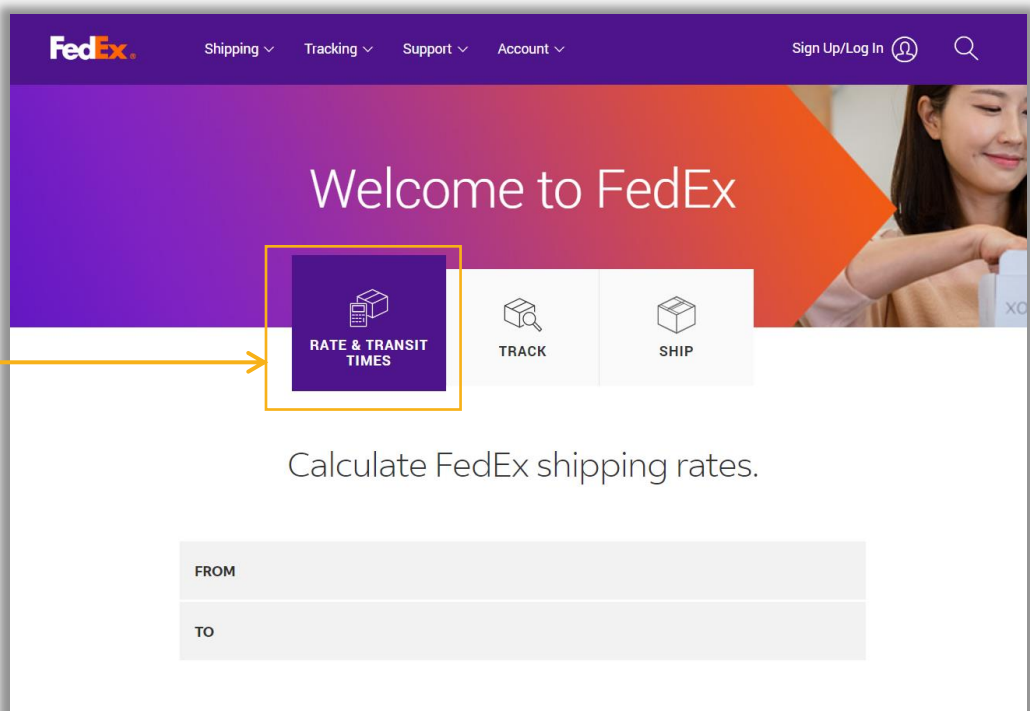 FedEx. Shipping Tracking Support Account Sign Up/Log In
Welcome to FedEx
RATE & TRANSIT
TIMES
TRACK
SHIP
Calculate FedEx shipping rates.
FROM
TO